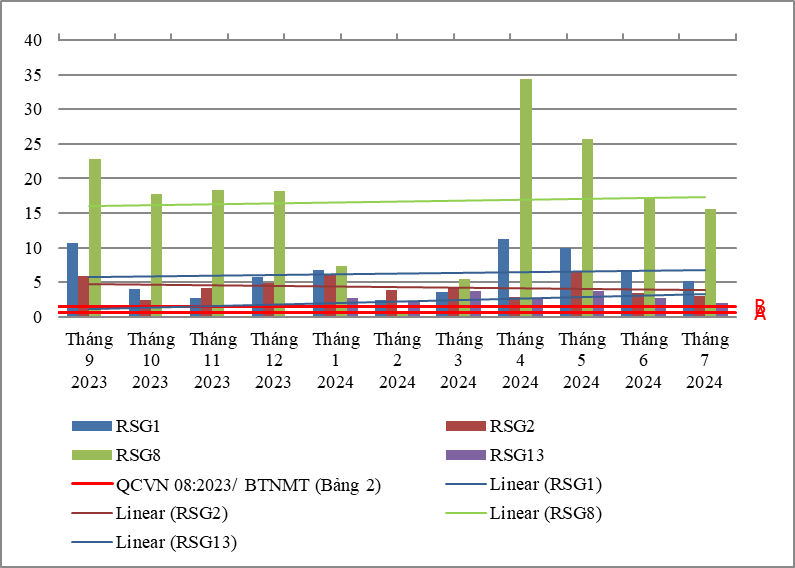 40
35
30
25
20
15
10
5
0
B
A
Tháng Tháng Tháng Tháng Tháng Tháng Tháng Tháng Tháng Tháng Tháng
9 10 11 12 1 2 3 4 5 6 7
2023 2023 2023 2023 2024 2024 2024 2024 2024 2024 2024
RSG1 RSG2
RSG8 RSG13
QCVN 08:2023/ BTNMT (Bảng 2) Linear (RSG1)
Linear (RSG2) Linear (RSG8)
Linear (RSG13)